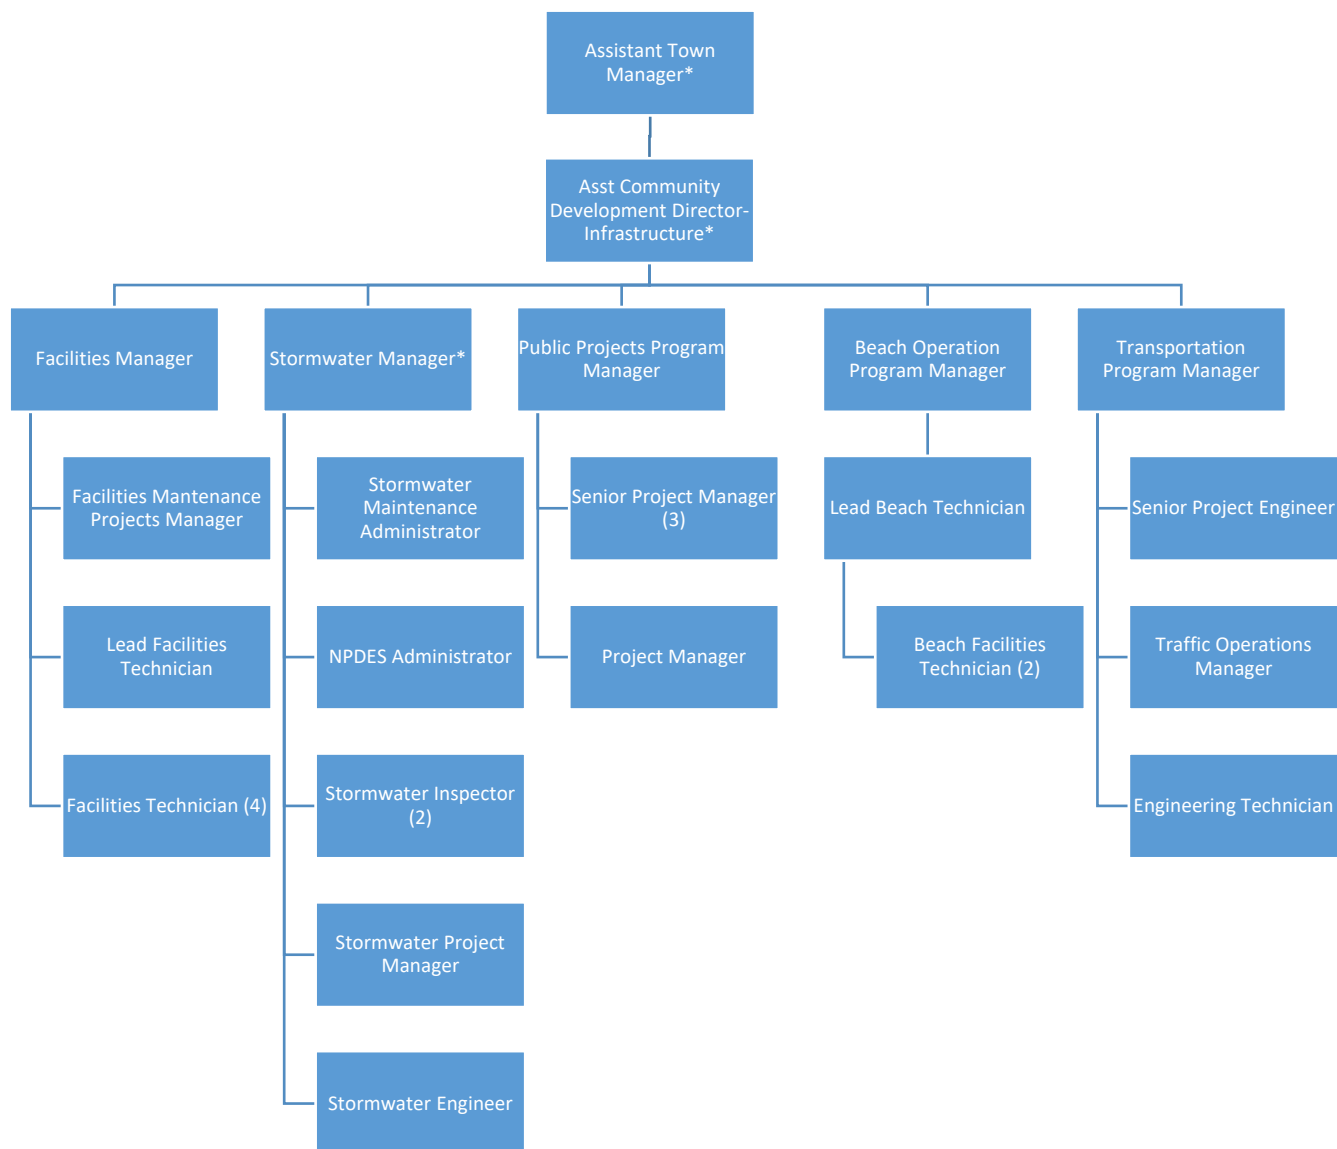 Assistant Town
Manager*
Asst Community
Development Director-
Infrastructure*
Facilities Manager
Stormwater Manager*
Public Projects Program
Manager
Beach Operation
Program Manager
Transportation
Program Manager
Facilities Mantenance
Projects Manager
Stormwater
Maintenance
Administrator
Senior Project Manager
(3)
Lead Beach Technician
Senior Project Engineer
Lead Facilities
Technician
NPDES Administrator
Project Manager
Beach Facilities
Technician (2)
Traffic Operations
Manager
Facilities Technician (4)
Stormwater Inspector
(2)
Engineering Technician
Stormwater Project
Manager
Stormwater Engineer